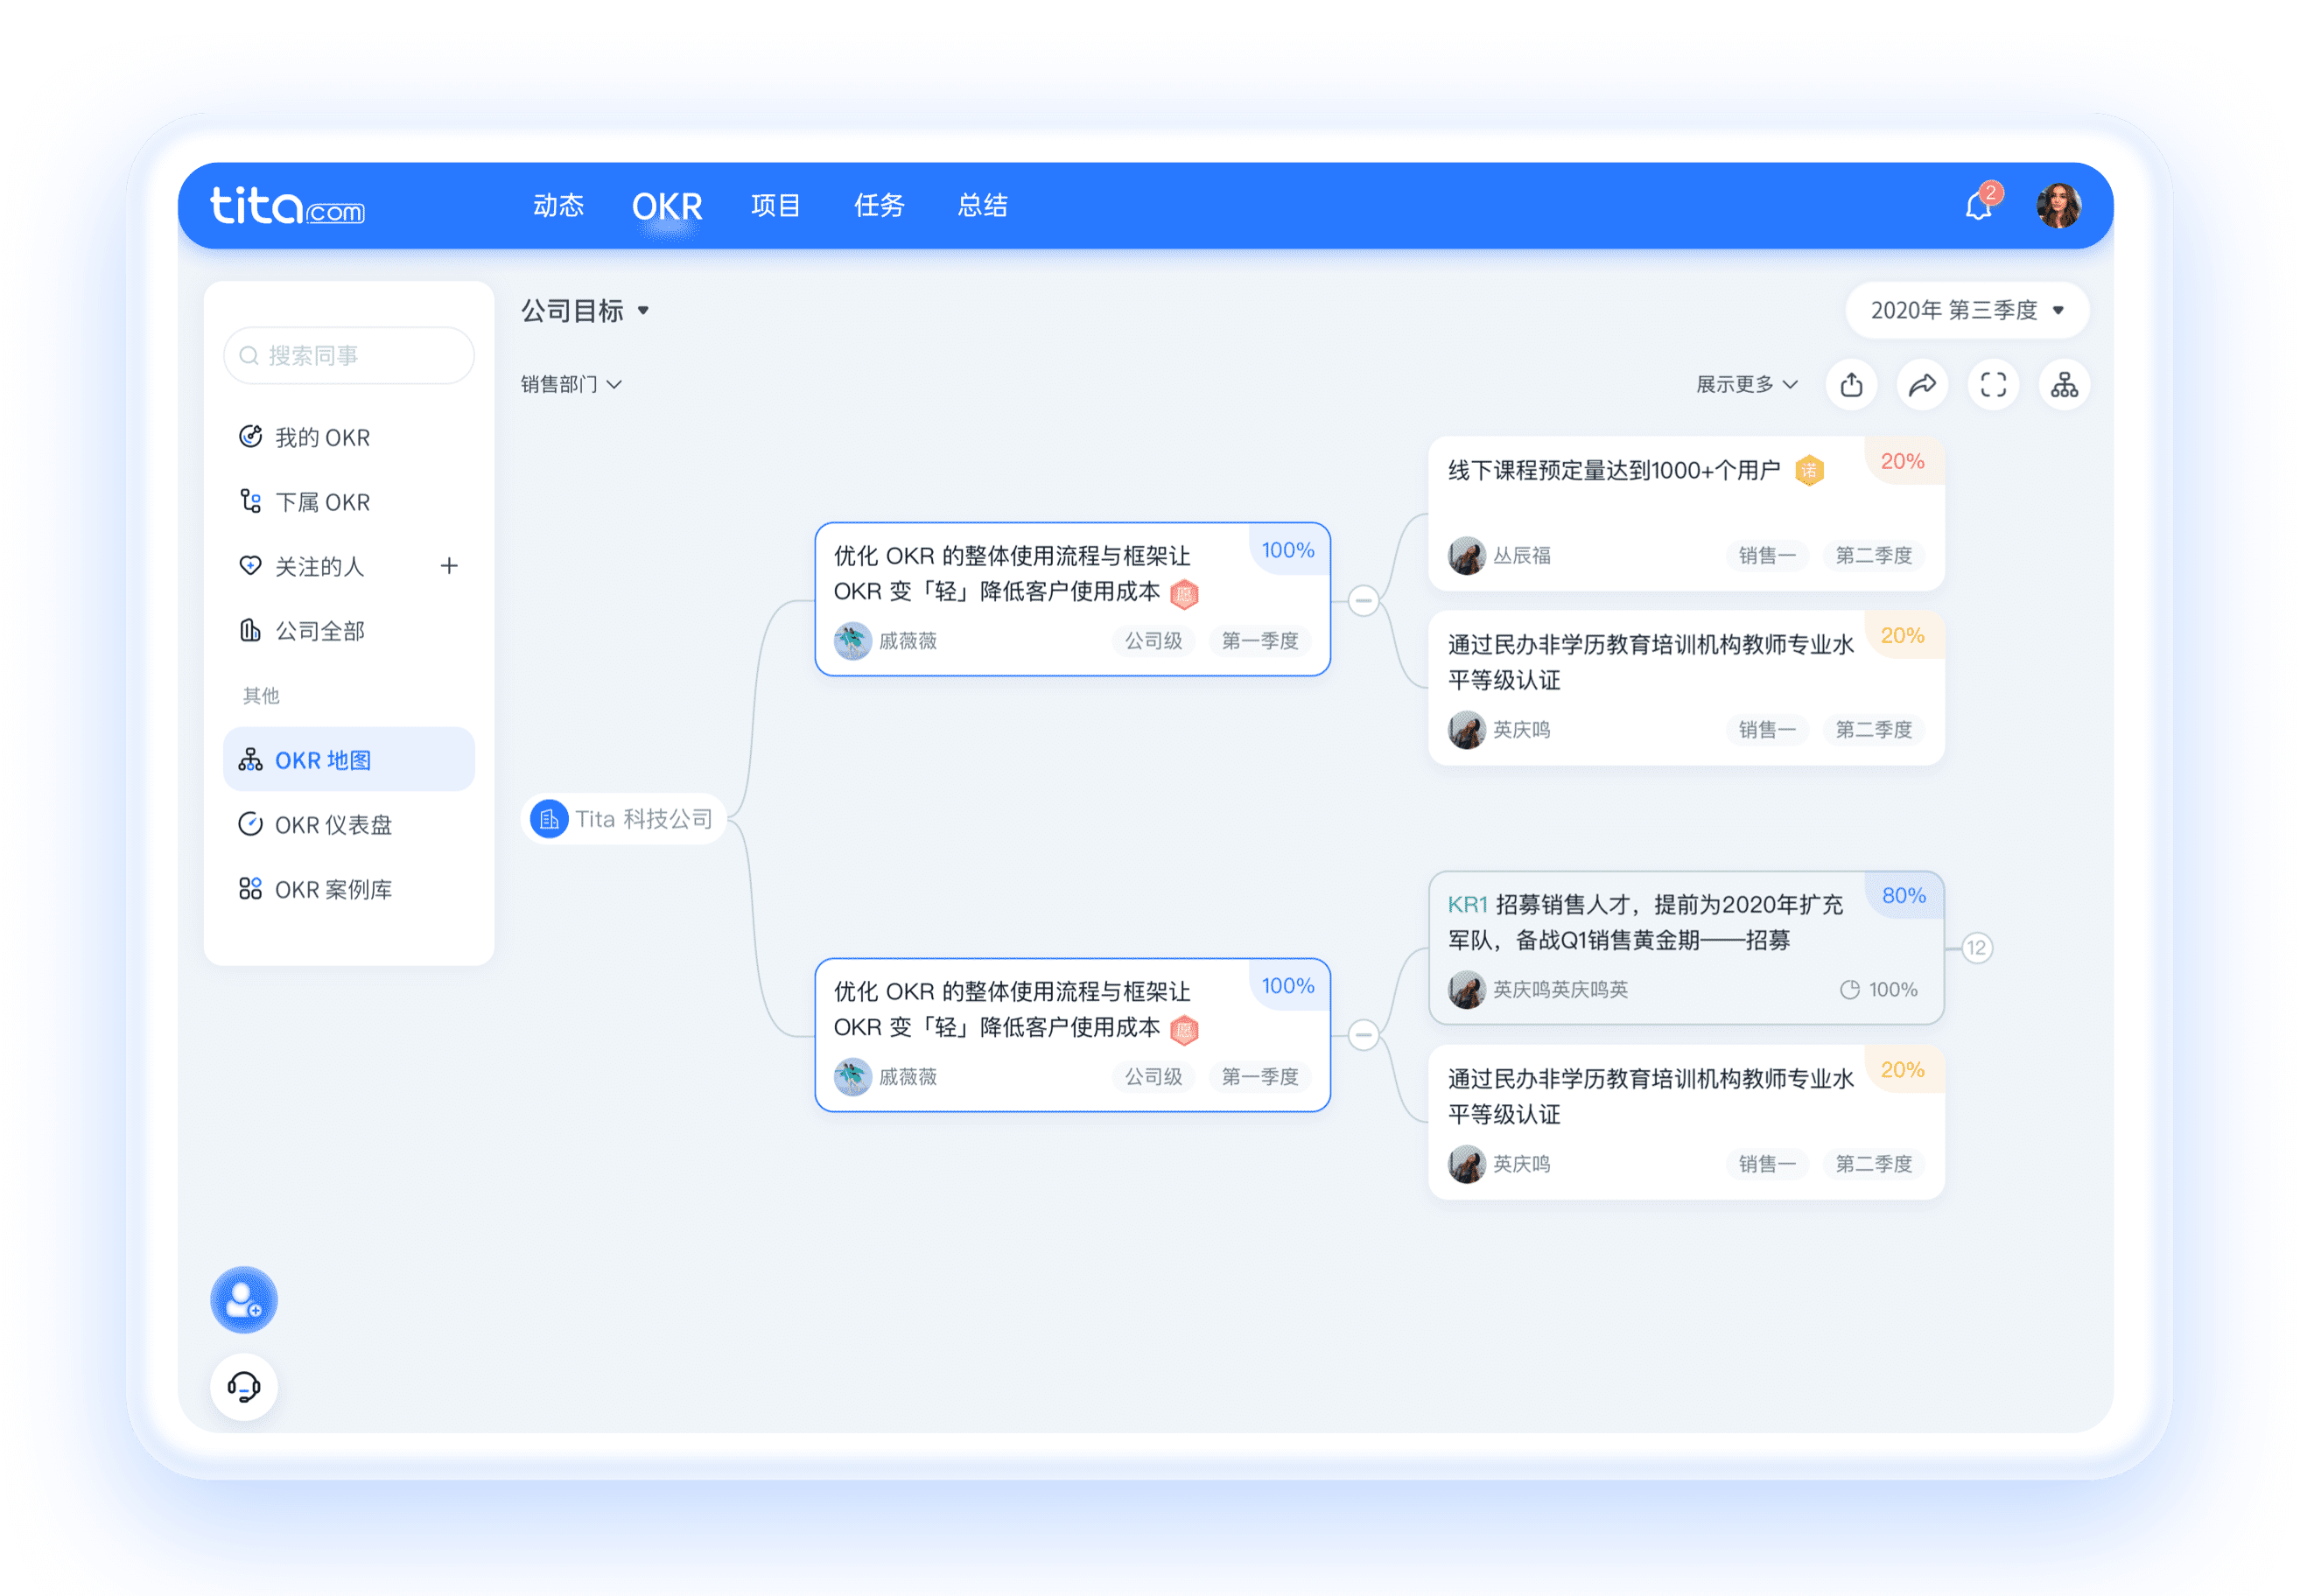 tita.com
动态 OKR 项目 任务 总结
2
搜索同事
我的 OKR
下属 OKR
关注的人 +
公司全部
其他
OKR 地图
OKR 仪表盘
OKR 案例库
公司目标
2020年 第三季度
销售部门
展示更多
Tita 科技公司
优化 OKR 的整体使用流程与框架让
OKR 变「轻」降低客户使用成本 愿
100%
戚薇薇 公司级 第一季度
线下课程预定量达到1000+个用户 诺
20%
丛辰福 销售一 第二季度
通过民办非学历教育培训机构教师专业水
平等级认证
20%
英庆鸣 销售一 第二季度
优化 OKR 的整体使用流程与框架让
OKR 变「轻」降低客户使用成本 愿
100%
戚薇薇 公司级 第一季度
KR1 招募销售人才，提前为2020年扩充
军队，备战Q1销售黄金期——招募
80%
英庆鸣英庆鸣英 100%
12
通过民办非学历教育培训机构教师专业水
平等级认证
20%
英庆鸣 销售一 第二季度